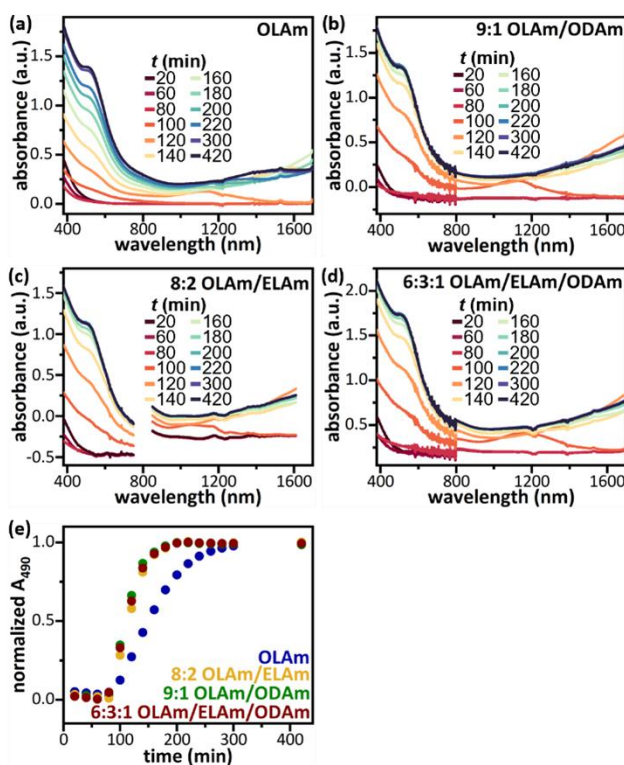 (a)
OLAm
t (min)
20 160
60 180
80 200
100 220
120 300
140 420
absorbance (a.u.)
1.5
1.0
0.5
0.0
400 800 1200 1600
wavelength (nm)
(b)
9:1 OLAm/ODAm
t (min)
20 160
60 180
80 200
100 220
120 300
140 420
absorbance (a.u.)
1.5
1.0
0.5
0.0
400 800 1200 1600
wavelength (nm)
(c)
8:2 OLAm/ELAm
t (min)
20 160
60 180
80 200
100 220
120 300
140 420
absorbance (a.u.)
1.5
1.0
0.5
0.0
-0.5
400 800 1200 1600
wavelength (nm)
(d)
6:3:1 OLAm/ELAm/ODAm
t (min)
20 160
60 180
80 200
100 220
120 300
140 420
absorbance (a.u.)
2.0
1.5
1.0
0.5
0.0
400 800 1200 1600
wavelength (nm)
(e)
normalized A490
1.0
0.5
0.0
OLAm
8:2 OLAm/ELAm
9:1 OLAm/ODAm
6:3:1 OLAm/ELAm/ODAm
0 100 200 300 400
time (min)